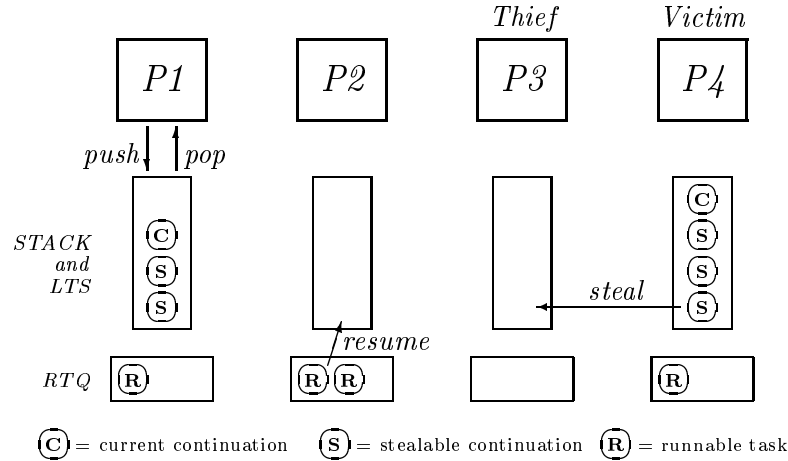 Thief Victim
P1 P2 P3 P4
push pop
C
C S
STACK
and
LTS
S S
S steal S
resume
RTQ R R R R
C = current continuation S = stealable continuation R = runnable task